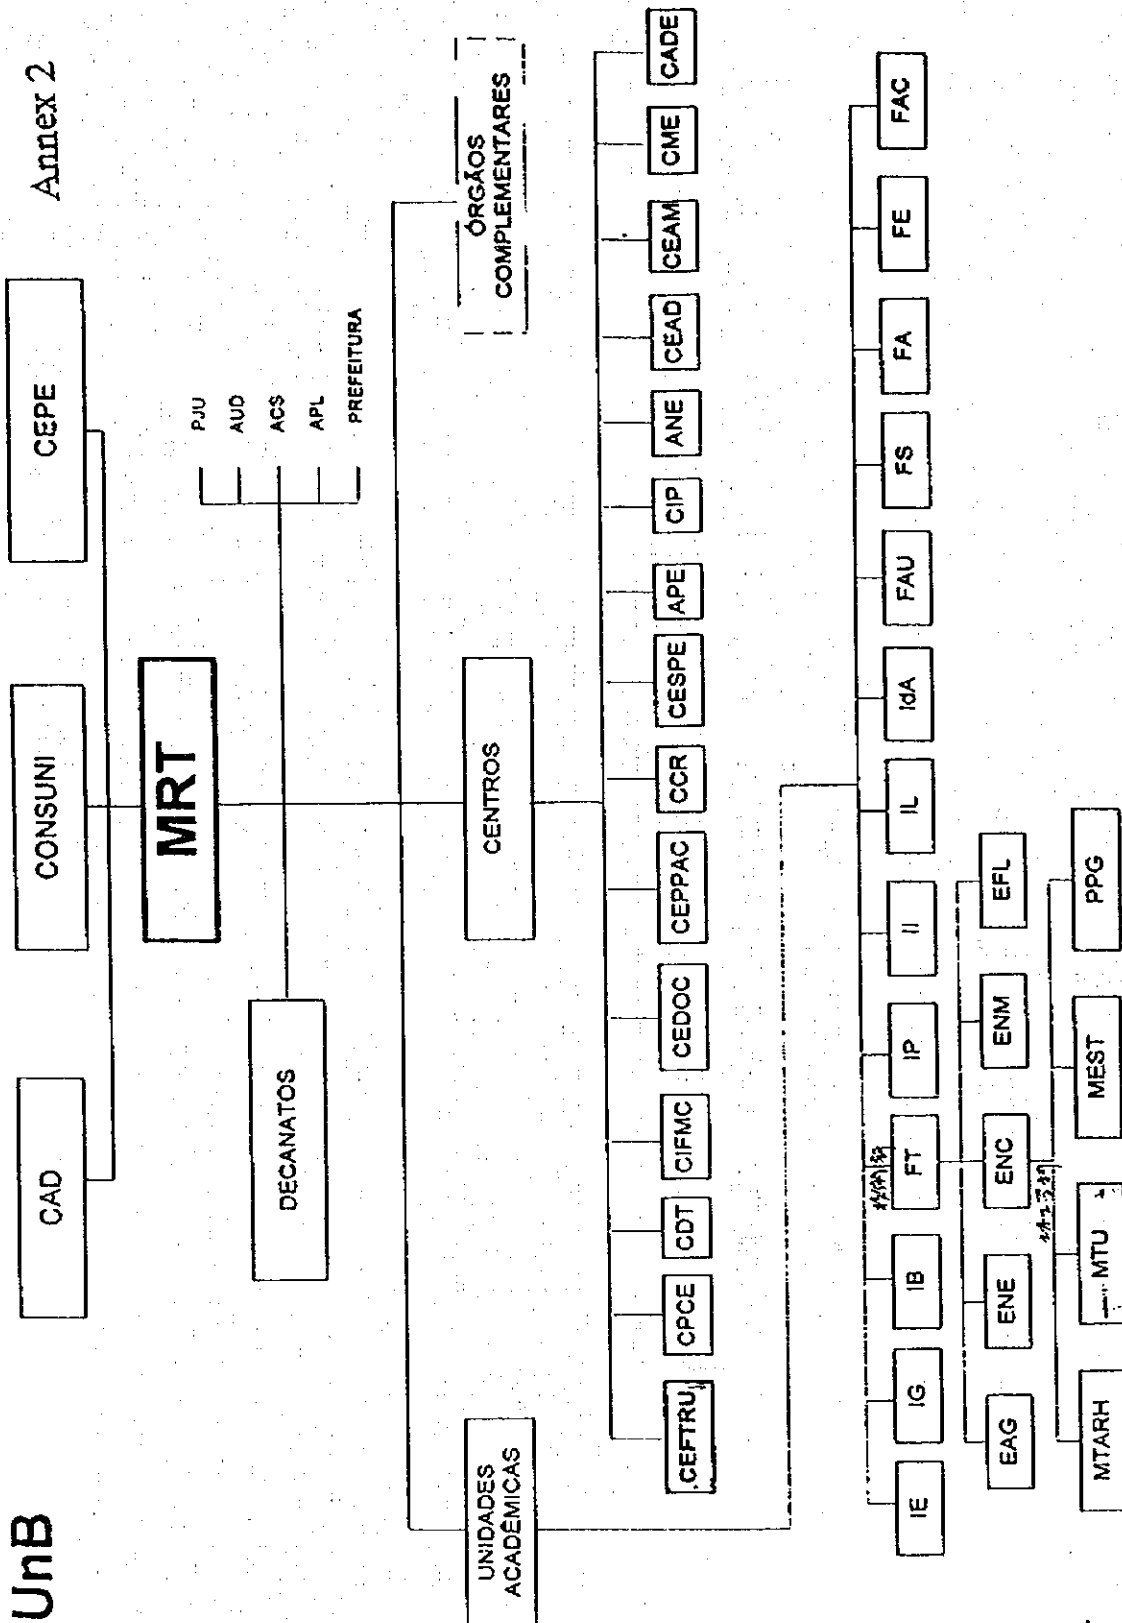 UnB
Annex 2
CAD
CONSUNI
CEPE
MRT
DECANATOS
PJU
AUD
ACS
APL
PREFEITURA
UNIDADES
ACADÊMICAS
CENTROS
ÓRGÃOS
COMPLEMENTARES
CEFTRU
CPCE
CDT
CIFMC
CEDOC
CEPPAC
CCR
CESPE
APE
CIP
ANE
CEAD
CEAM
CME
CADE
IE
IG
IB
FT
IP
II
IL
IdA
FAU
FS
FA
FE
FAC
EAG
ENE
ENC
ENM
EFL
MTARH
MTU
MEST
PPG